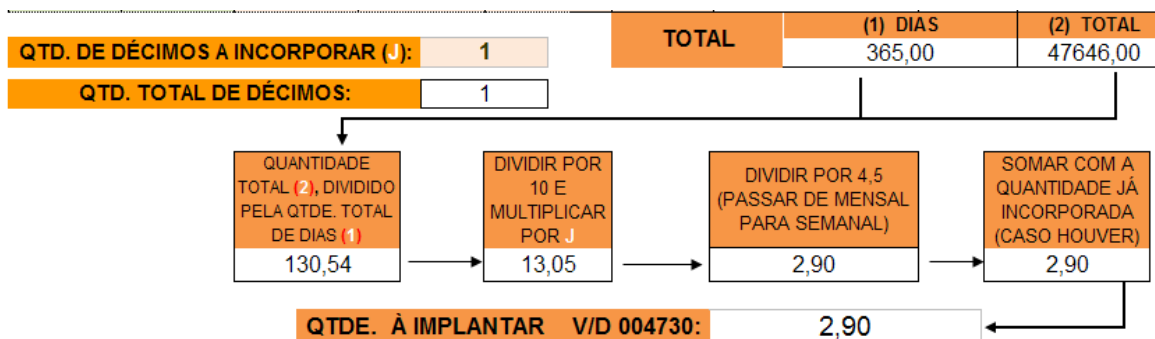 QTD. DE DÉCIMOS A INCORPORAR (J): 1
QTD. TOTAL DE DÉCIMOS: 1
TOTAL
(1) DIAS (2) TOTAL
365,00 47646,00
QUANTIDADE
TOTAL (2), DIVIDIDO
PELA QTDE. TOTAL
DE DIAS (1)
130,54
DIVIDIR POR
10 E
MULTIPLICAR
POR J
13,05
DIVIDIR POR 4,5
(PASSAR DE MENSAL
PARA SEMANAL)
2,90
SOMAR COM A
QUANTIDADE JÁ
INCORPORADA
(CASO HOUVER)
2,90
QTDE. À IMPLANTAR V/D 004730: 2,90